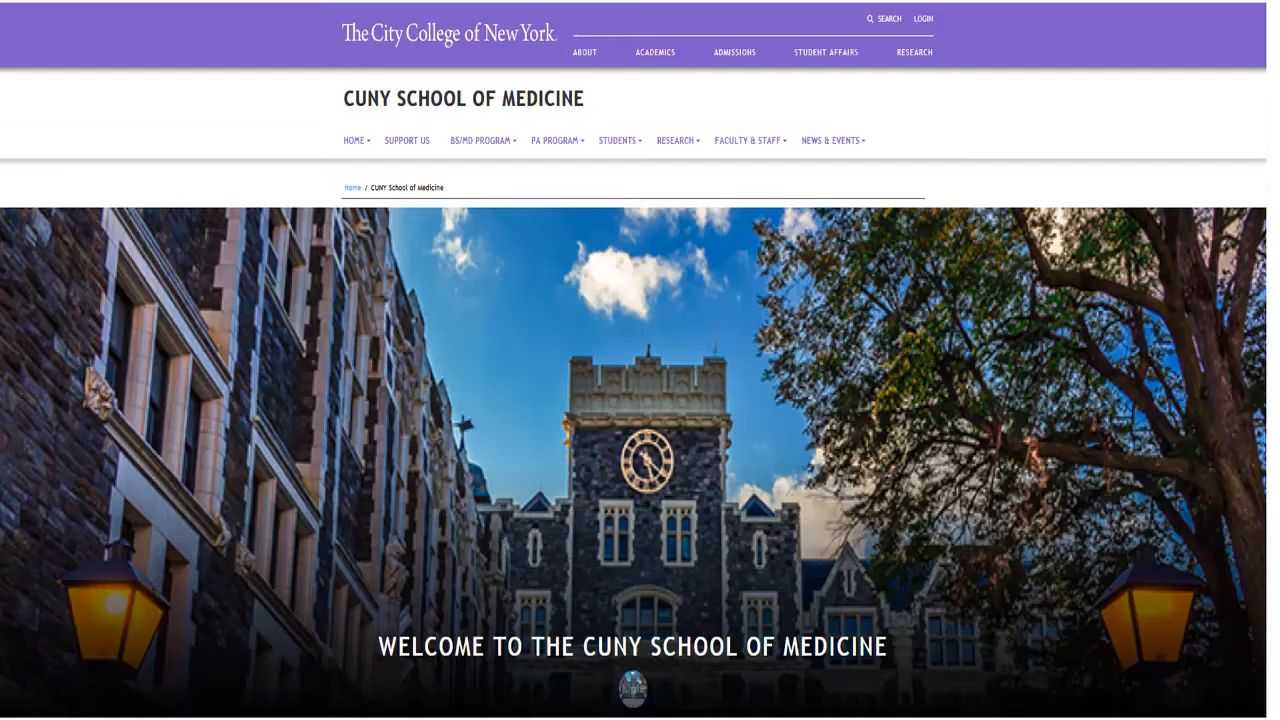 The City College of New York
SEARCH LOGIN
ABOUT ACADEMICS ADMISSIONS STUDENT AFFAIRS RESEARCH
CUNY SCHOOL OF MEDICINE
HOME SUPPORT US BS/MD PROGRAM PA PROGRAM STUDENTS RESEARCH FACULTY & STAFF NEWS & EVENTS
Home / CUNY School of Medicine
WELCOME TO THE CUNY SCHOOL OF MEDICINE